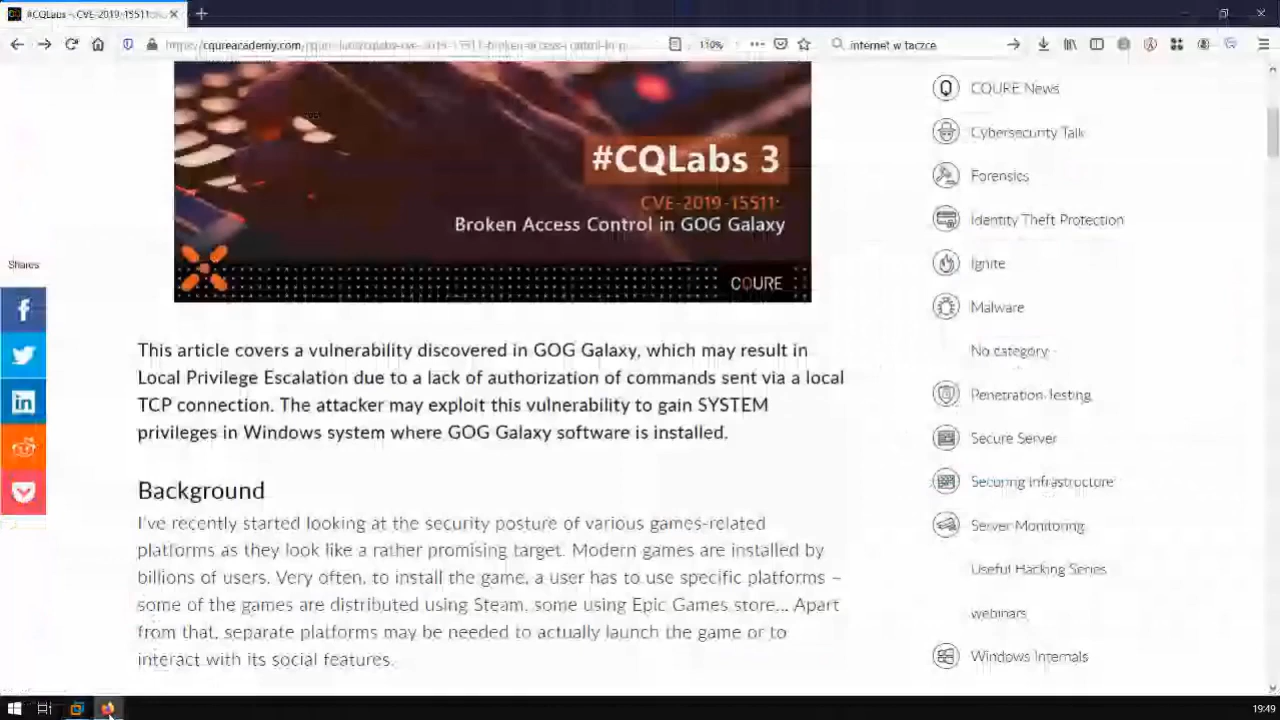 #CQLabs – CVE-2019-15511:
cqureacademy.com
110%
internet w taczce
#CQLabs 3
CVE-2019-15511:
Broken Access Control in GOG Galaxy
CQURE
Shares
This article covers a vulnerability discovered in GOG Galaxy, which may result in
Local Privilege Escalation due to a lack of authorization of commands sent via a local
TCP connection. The attacker may exploit this vulnerability to gain SYSTEM
privileges in Windows system where GOG Galaxy software is installed.
Background
I've recently started looking at the security posture of various games-related
platforms as they look like a rather promising target. Modern games are installed by
billions of users. Very often, to install the game, a user has to use specific platforms –
some of the games are distributed using Steam, some using Epic Games store... Apart
from that, separate platforms may be needed to actually launch the game or to
interact with its social features.
CQURE News
Cybersecurity Talk
Forensics
Identity Theft Protection
Ignite
Malware
No category
Penetration Testing
Secure Server
Securing Infrastructure
Server Monitoring
Useful Hacking Series
webinars
Windows Internals
19:49